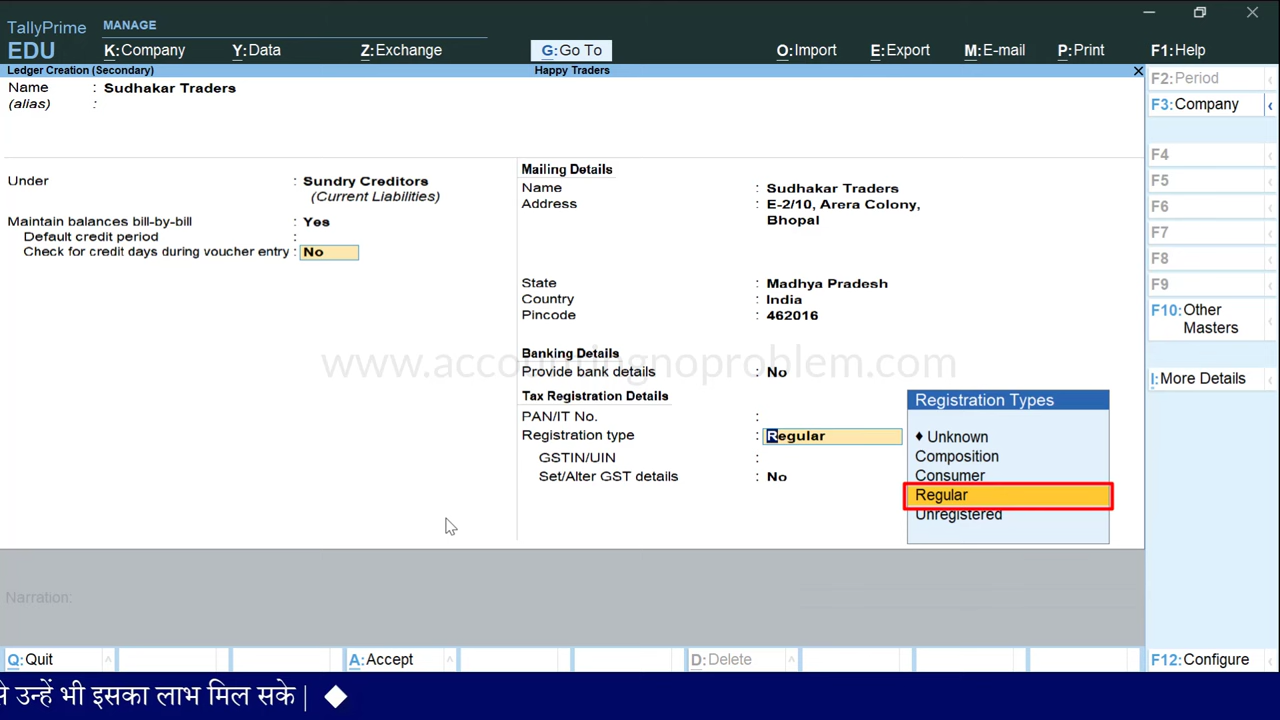 TallyPrime
EDU
MANAGE
K:Company Y:Data Z:Exchange G:Go To O:Import E:Export M:E-mail P:Print F1:Help
Ledger Creation (Secondary) Happy Traders
Name : Sudhakar Traders
(alias) :
Under : Sundry Creditors
(Current Liabilities)
Maintain balances bill-by-bill : Yes
Default credit period :
Check for credit days during voucher entry : No
Mailing Details
Name : Sudhakar Traders
Address : E-2/10, Arera Colony,
Bhopal
State : Madhya Pradesh
Country : India
Pincode : 462016
Banking Details
Provide bank details : No
Tax Registration Details
PAN/IT No. :
Registration type : Regular
GSTIN/UIN :
Set/Alter GST details : No
www.accountingnoproblem.com
Registration Types
♦ Unknown
Composition
Consumer
Regular
Unregistered
F2:Period
F3:Company
F4
F5
F6
F7
F8
F9
F10:Other
Masters
I:More Details
Narration:
Q:Quit A:Accept D:Delete F12:Configure
से उन्हें भी इसका लाभ मिल सके | ◆